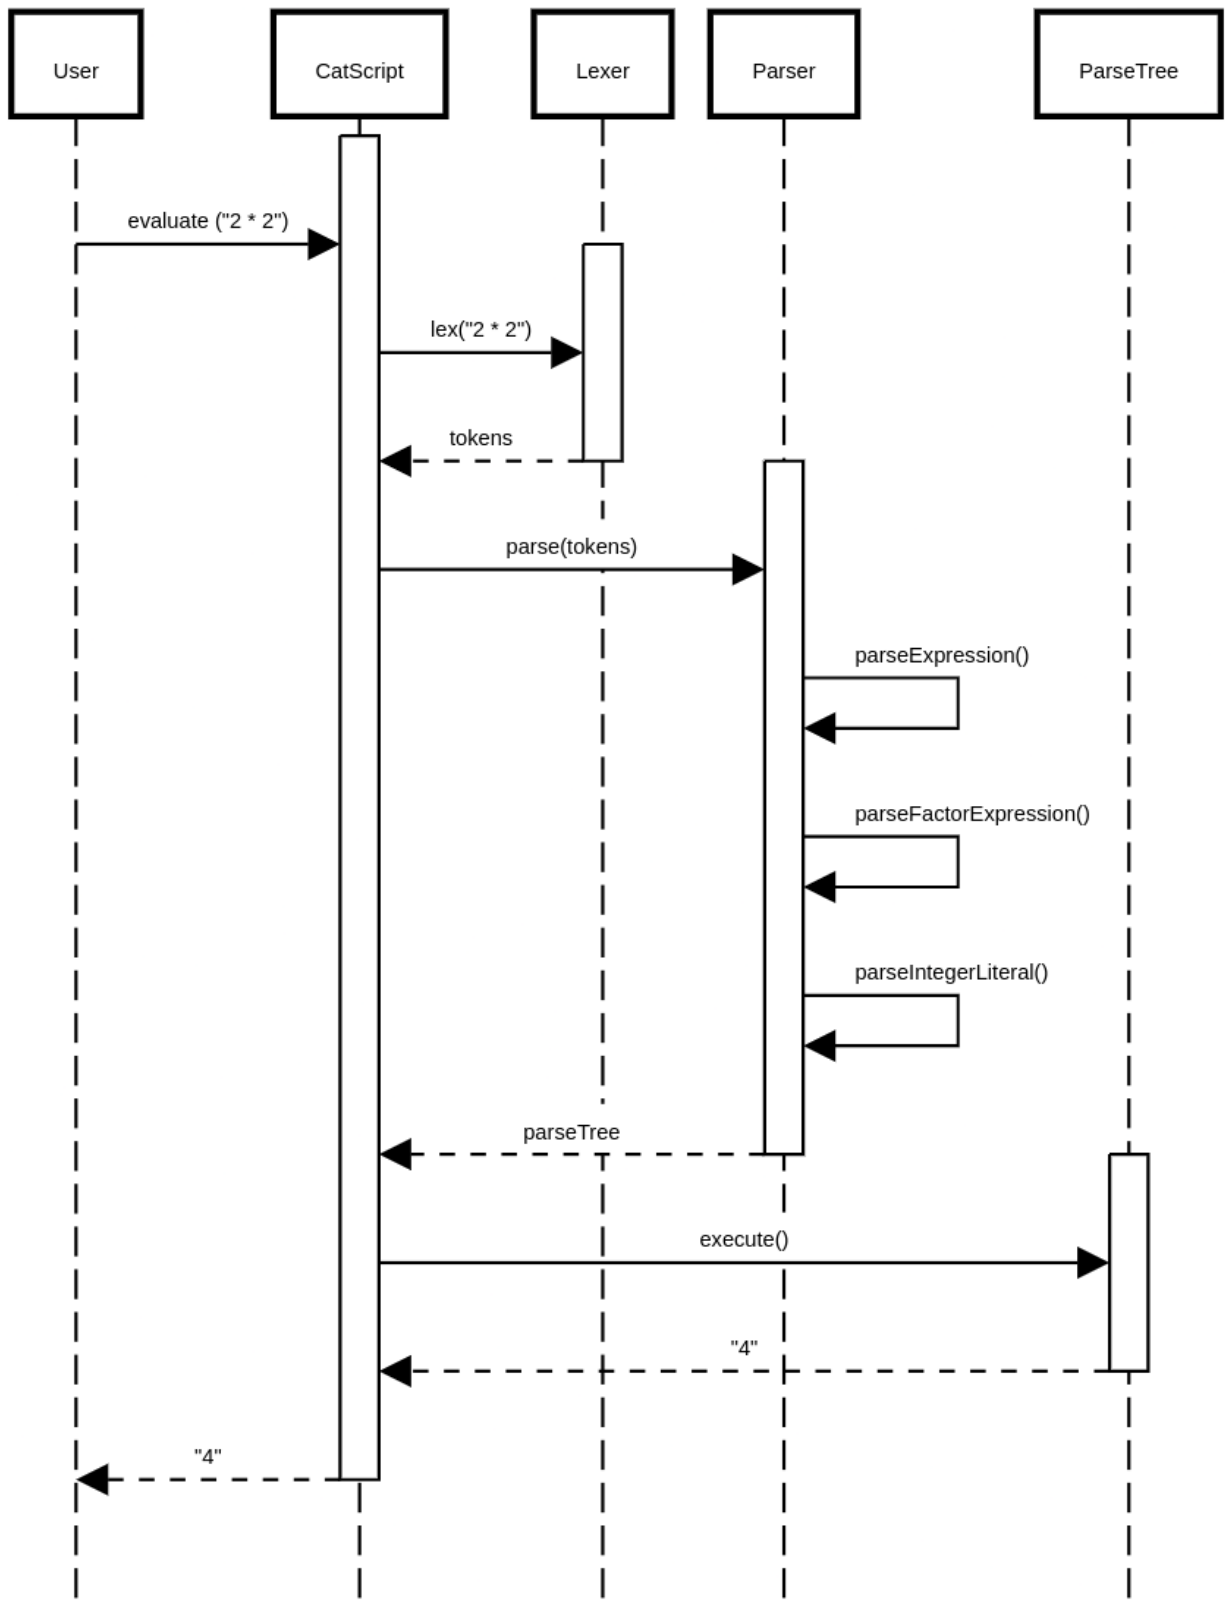 User
CatScript
Lexer
Parser
ParseTree
evaluate ("2 * 2")
lex("2 * 2")
tokens
parse(tokens)
parseExpression()
parseFactorExpression()
parseIntegerLiteral()
parseTree
execute()
"4"
"4"